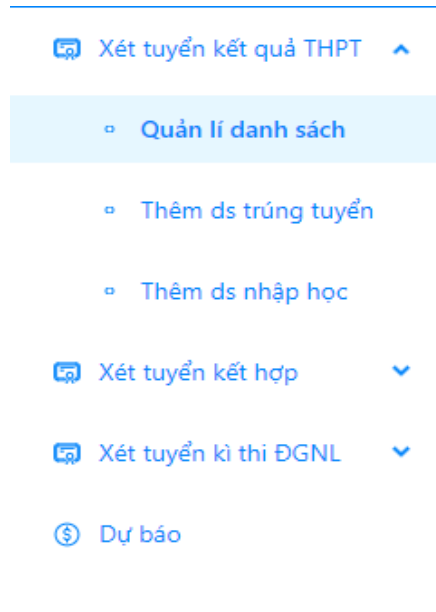 Xét tuyển kết quả THPT
Quản lí danh sách
Thêm ds trúng tuyển
Thêm ds nhập học
Xét tuyển kết hợp
Xét tuyển kì thi ĐGNL
Dự báo